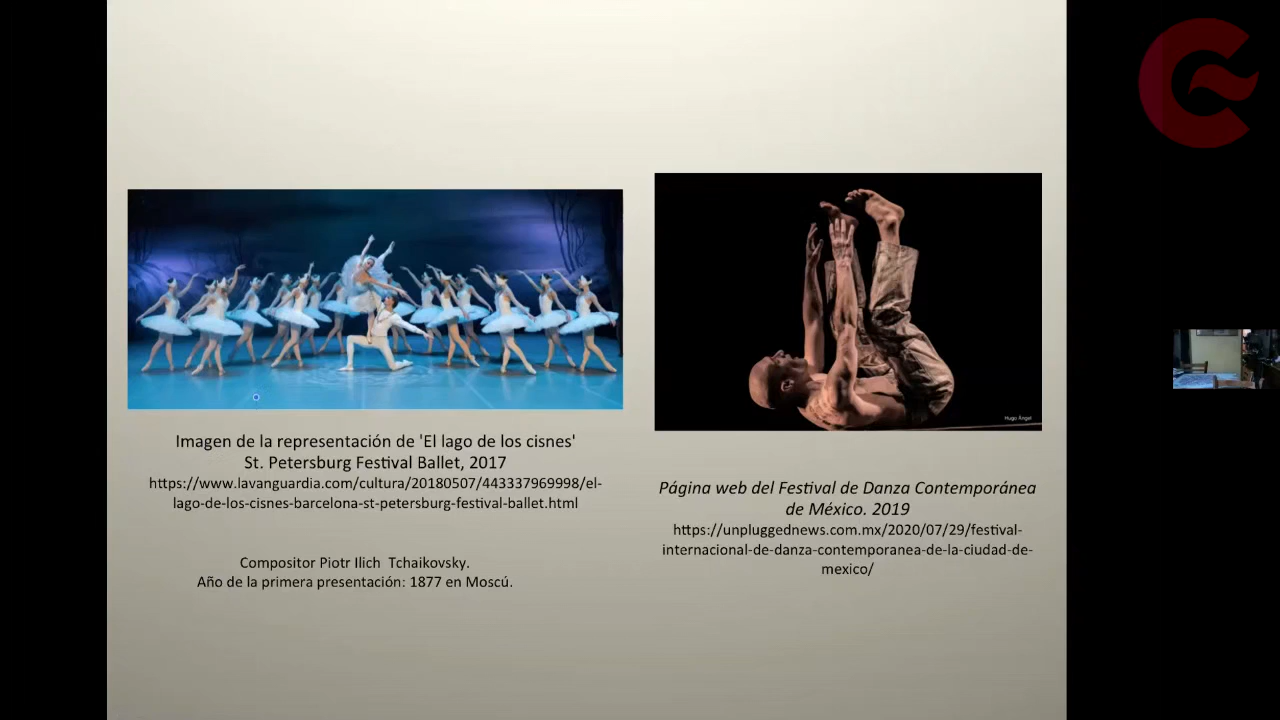 Imagen de la representación de 'El lago de los cisnes'
St. Petersburg Festival Ballet, 2017
https://www.lavanguardia.com/cultura/20180507/443337969998/el-
lago-de-los-cisnes-barcelona-st-petersburg-festival-ballet.html
Compositor Piotr Ilich  Tchaikovsky.
Año de la primera presentación: 1877 en Moscú.
Hugo Ángel
Página web del Festival de Danza Contemporánea
de México. 2019
https://unpluggednews.com.mx/2020/07/29/festival-
internacional-de-danza-contemporanea-de-la-ciudad-de-
mexico/